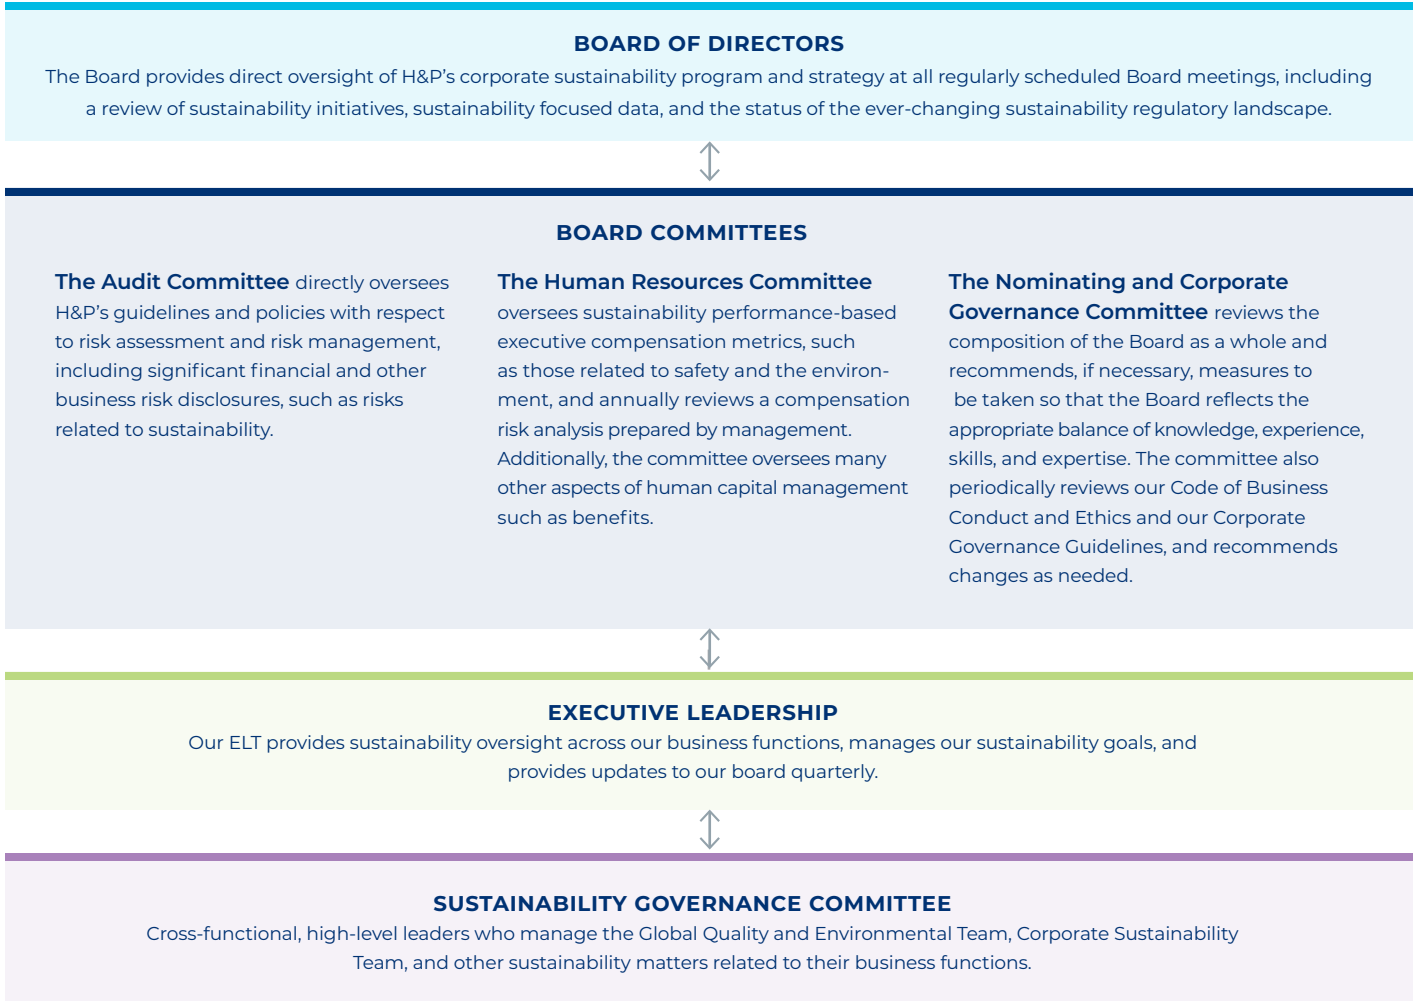 BOARD OF DIRECTORS
The Board provides direct oversight of H&P's corporate sustainability program and strategy at all regularly scheduled Board meetings, including
a review of sustainability initiatives, sustainability focused data, and the status of the ever-changing sustainability regulatory landscape.
BOARD COMMITTEES
The Audit Committee directly oversees
H&P's guidelines and policies with respect
to risk assessment and risk management,
including significant financial and other
business risk disclosures, such as risks
related to sustainability.
The Human Resources Committee
oversees sustainability performance-based
executive compensation metrics, such
as those related to safety and the environ-
ment, and annually reviews a compensation
risk analysis prepared by management.
Additionally, the committee oversees many
other aspects of human capital management
such as benefits.
The Nominating and Corporate
Governance Committee reviews the
composition of the Board as a whole and
recommends, if necessary, measures to
be taken so that the Board reflects the
appropriate balance of knowledge, experience,
skills, and expertise. The committee also
periodically reviews our Code of Business
Conduct and Ethics and our Corporate
Governance Guidelines, and recommends
changes as needed.
EXECUTIVE LEADERSHIP
Our ELT provides sustainability oversight across our business functions, manages our sustainability goals, and
provides updates to our board quarterly.
SUSTAINABILITY GOVERNANCE COMMITTEE
Cross-functional, high-level leaders who manage the Global Quality and Environmental Team, Corporate Sustainability
Team, and other sustainability matters related to their business functions.